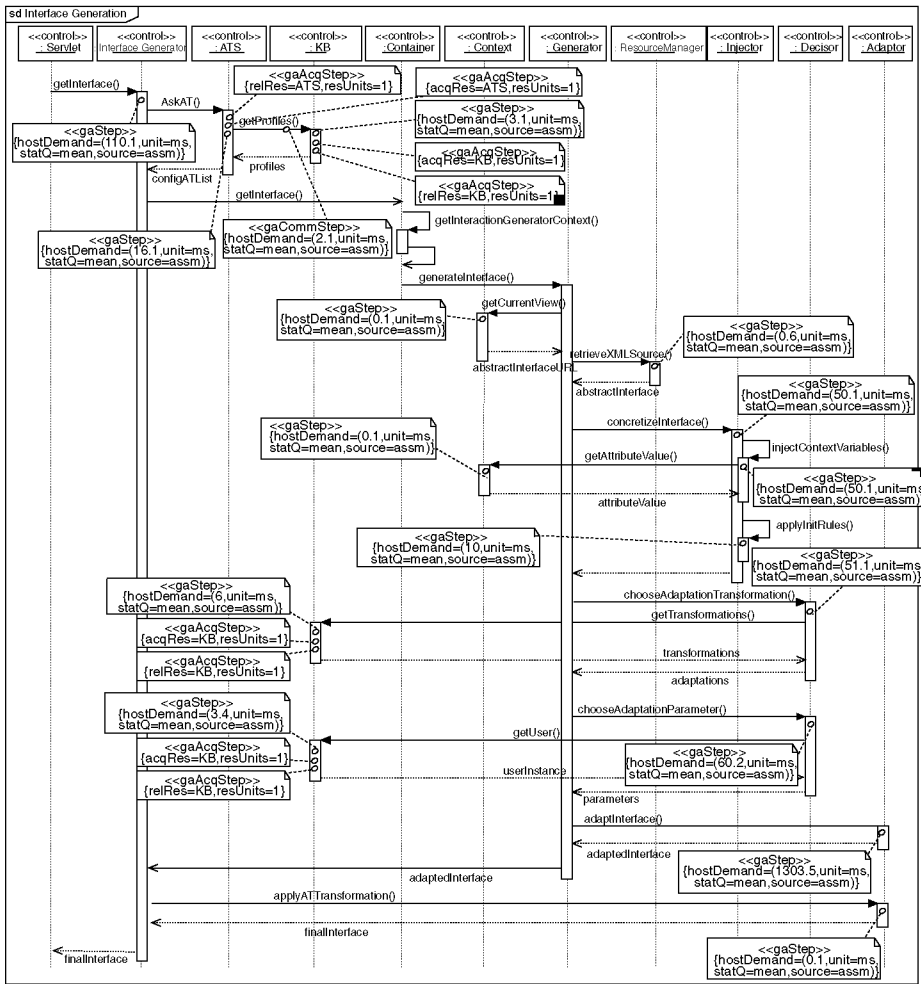 sd Interface Generation
<<control>> <<control>> <<control>> <<control>> <<control>> <<control>> <<control>> <<control>> <<control>> <<control>> <<control>>
: Servlet : Interface Generator : ATS : KB :Container : Context : Generator : ResourceManager : Injector : Decisor : Adaptor
<<gaAcqStep>>
{relRes=ATS,resUnits=1}
<<gaAcqStep>>
{acqRes=ATS,resUnits=1}
getInterface()
AskAT()
<<gaStep>>
{hostDemand=(3.1,unit=ms,
statQ=mean,source=assm)}
getProfiles()
<<gaStep>>
{hostDemand=(110.1,unit=ms,
statQ=mean,source=assm)}
<<gaAcqStep>>
{acqRes=KB,resUnits=1}
profiles
configATList
<<gaAcqStep>>
{relRes=KB,resUnits=1}
getInterface()
getInteractionGeneratorContext()
<<gaStep>>
{hostDemand=(16.1,unit=ms,
statQ=mean,source=assm)}
<<gaCommStep>>
{hostDemand=(2.1,unit=ms,
statQ=mean,source=assm)}
generateInterface()
<<gaStep>>
{hostDemand=(0.1,unit=ms,
statQ=mean,source=assm)}
getCurrentView()
<<gaStep>>
{hostDemand=(0.6,unit=ms,
statQ=mean,source=assm)}
retrieveXMLSource()
abstractInterfaceURL
abstractInterface
<<gaStep>>
{hostDemand=(50.1,unit=ms,
statQ=mean,source=assm)}
concretizeInterface()
<<gaStep>>
{hostDemand=(0.1,unit=ms,
statQ=mean,source=assm)}
injectContextVariables()
getAttributeValue()
<<gaStep>>
{hostDemand=(50.1,unit=ms
statQ=mean,source=assm)}
attributeValue
applyInitRules()
<<gaStep>>
{hostDemand=(10,unit=ms,
statQ=mean,source=assm)}
<<gaStep>>
{hostDemand=(51.1,unit=ms
statQ=mean,source=assm)}
<<gaStep>>
{hostDemand=(6,unit=ms,
statQ=mean,source=assm)}
chooseAdaptationTransformation()
getTransformations()
<<gaAcqStep>>
{acqRes=KB,resUnits=1}
<<gaAcqStep>>
{relRes=KB,resUnits=1}
transformations
adaptations
<<gaStep>>
{hostDemand=(3.4,unit=ms,
statQ=mean,source=assm)}
chooseAdaptationParameter()
getUser()
<<gaAcqStep>>
{acqRes=KB,resUnits=1}
<<gaStep>>
{hostDemand=(60.2,unit=ms,
statQ=mean,source=assm)}
<<gaAcqStep>>
{relRes=KB,resUnits=1}
userInstance
parameters
adaptInterface()
adaptedInterface
<<gaStep>>
{hostDemand=(1303.5,unit=ms,
statQ=mean,source=assm)}
adaptedInterface
applyATTransformation()
finalInterface
<<gaStep>>
{hostDemand=(0.1,unit=ms,
statQ=mean,source=assm)}
finalInterface